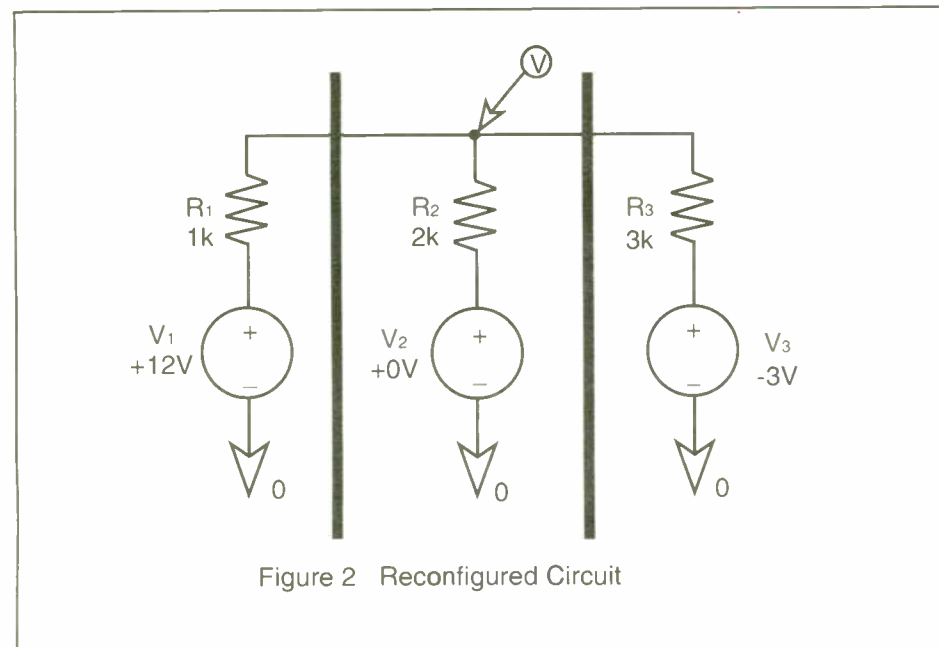 V
R1
1k
R2
2k
R3
3k
+
V1
+12V
−
+
V2
+0V
−
+
V3
-3V
−
0
0
0
Figure 2 Reconfigured Circuit